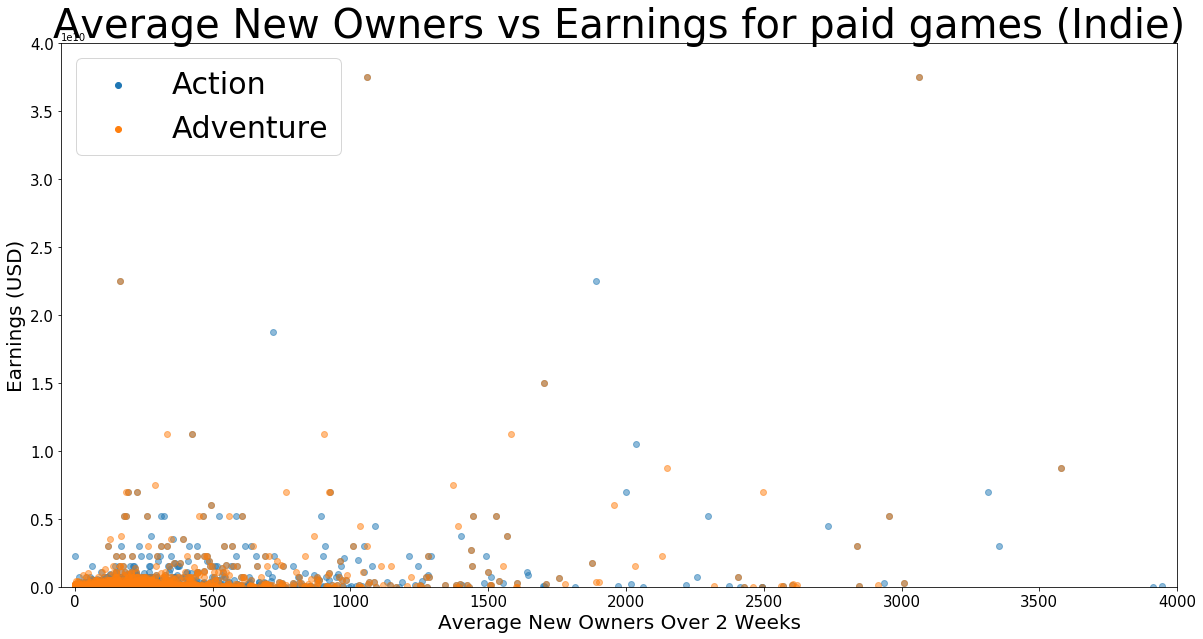 Average New Owners vs Earnings for paid games (Indie)
1e10
Action
Adventure
Earnings (USD)
4.0
3.5
3.0
2.5
2.0
1.5
1.0
0.5
0.0
0 500 1000 1500 2000 2500 3000 3500 4000
Average New Owners Over 2 Weeks